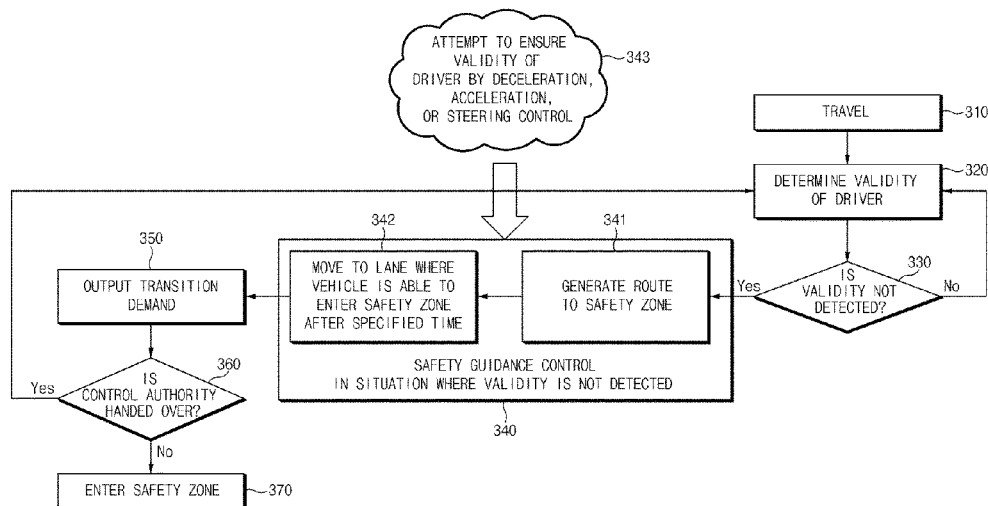 ATTEMPT TO ENSURE
VALIDITY OF
DRIVER BY DECELERATION,
ACCELERATION,
OR STEERING CONTROL
343
TRAVEL
310
DETERMINE VALIDITY
OF DRIVER
320
IS
VALIDITY NOT
DETECTED?
330
Yes
No
341
GENERATE ROUTE
TO SAFETY ZONE
342
MOVE TO LANE WHERE
VEHICLE IS ABLE TO
ENTER SAFETY ZONE
AFTER SPECIFIED TIME
SAFETY GUIDANCE CONTROL
IN SITUATION WHERE VALIDITY IS NOT DETECTED
340
350
OUTPUT TRANSITION
DEMAND
360
IS
CONTROL AUTHORITY
HANDED OVER?
Yes
No
ENTER SAFETY ZONE
370